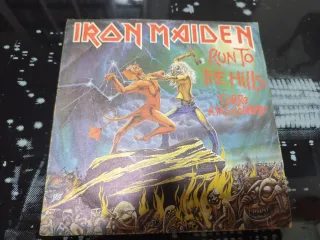 IRON MAIDEN
RUN TO
THE HILLS